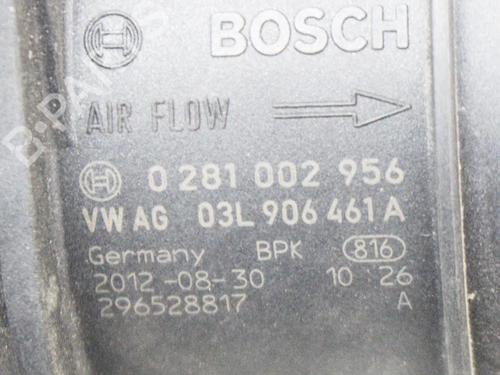 BOSCH
AIR FLOW
0 281 002 956
VW AG 03L 906 461 A
Germany BPK 816
2012-08-30 10 26
296528817 A
B-PARTS